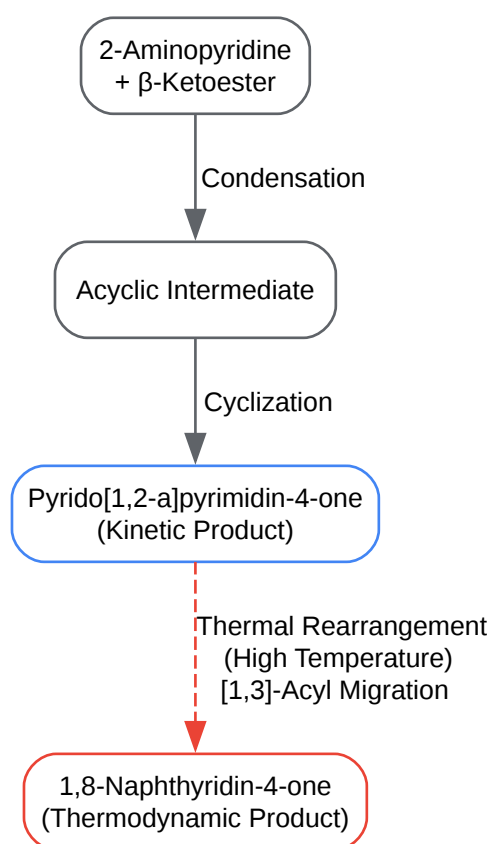 2-Aminopyridine
+ β-Ketoester
Condensation
Acyclic Intermediate
Cyclization
Pyrido[1,2-a]pyrimidin-4-one
(Kinetic Product)
Thermal Rearrangement
(High Temperature)
[1,3]-Acyl Migration
1,8-Naphthyridin-4-one
(Thermodynamic Product)